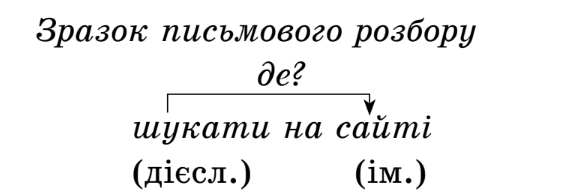 Зразок письмового розбору
де?
шукати на сайті
(дієсл.) (ім.)